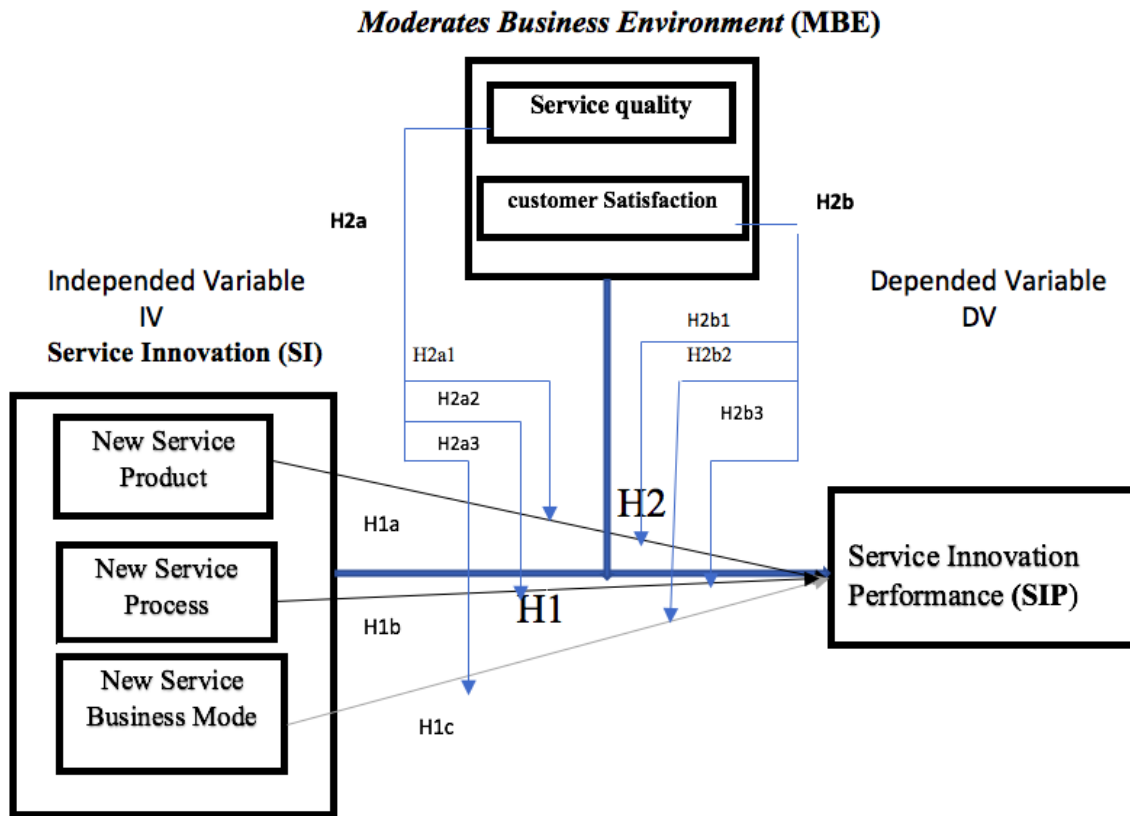 Moderates Business Environment (MBE)
Service quality
customer Satisfaction
H2a
H2b
Independed Variable
IV
Service Innovation (SI)
Depended Variable
DV
H2a1
H2a2
H2a3
H2b1
H2b2
H2b3
New Service
Product
New Service
Process
New Service
Business Mode
H1a
H1b
H1c
H2
H1
Service Innovation
Performance (SIP)